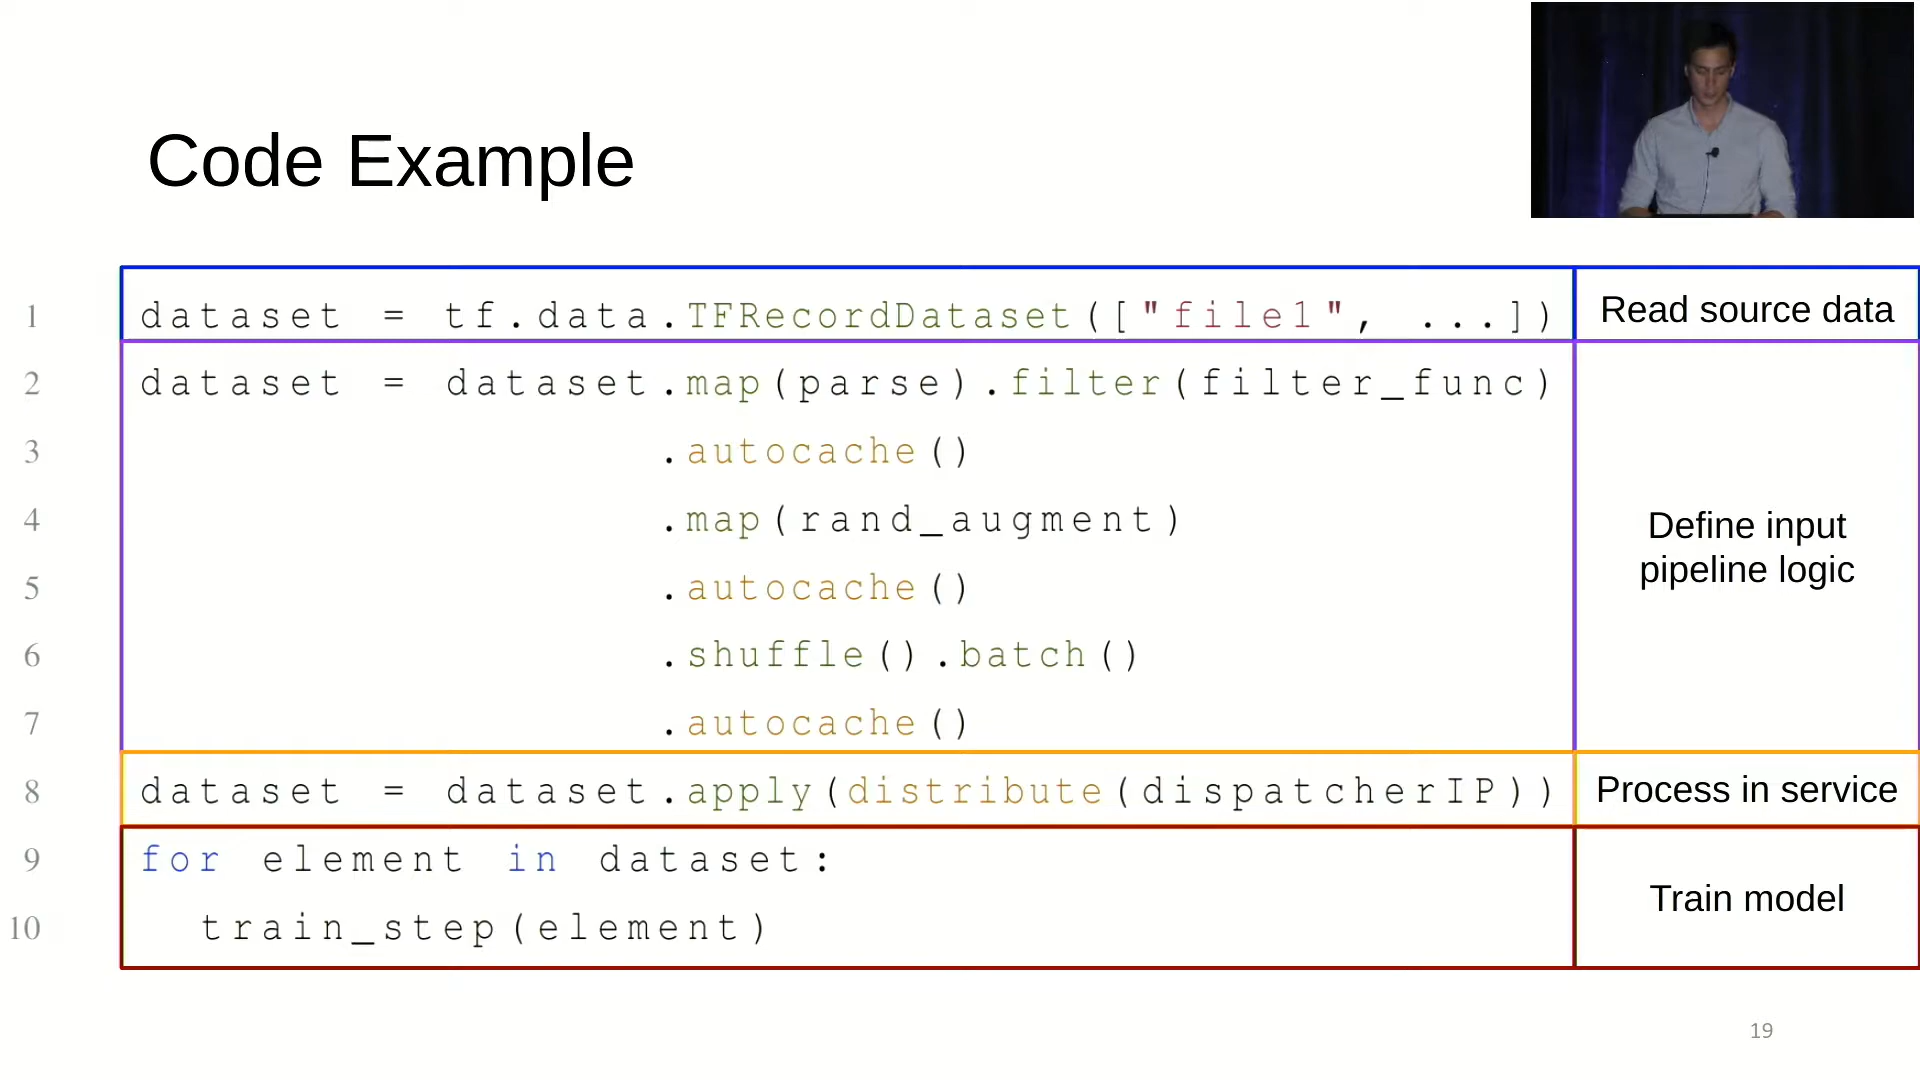 Code Example
1 dataset = tf.data.TFRecordDataset(["file1", ...]) Read source data
2 dataset = dataset.map(parse).filter(filter_func)
3 .autocache()
4 .map(rand_augment)
Define input
pipeline logic
5 .autocache()
6 .shuffle().batch()
7 .autocache()
8 dataset = dataset.apply(distribute(dispatcherIP)) Process in service
9 for element in dataset:
Train model
10 train_step(element)
19